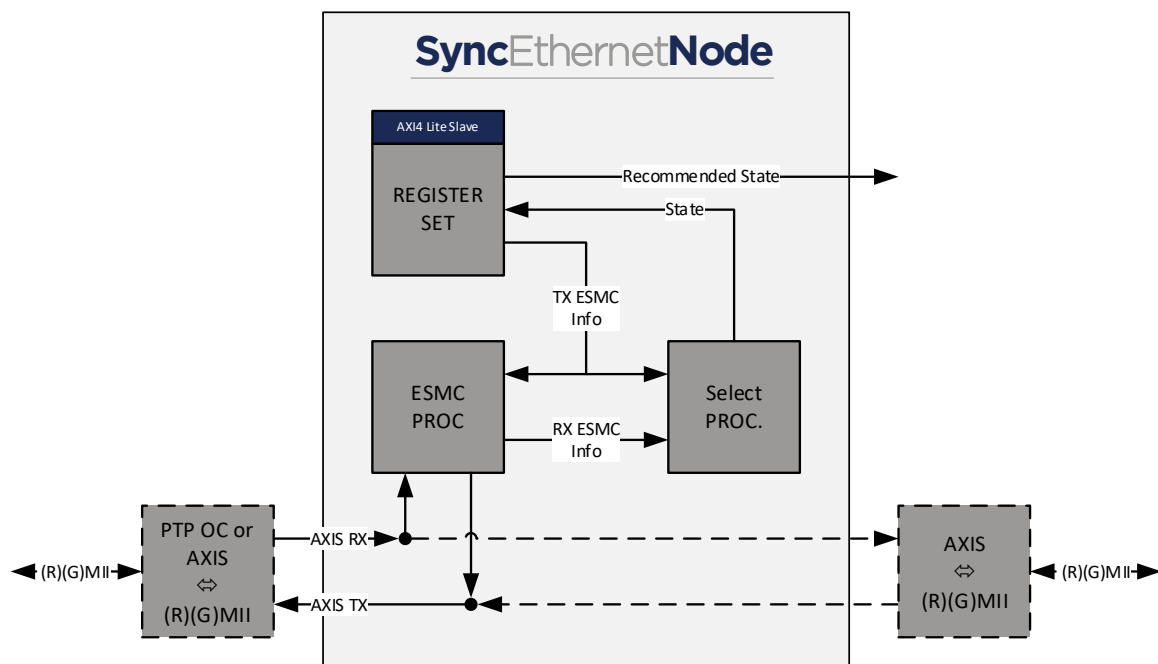 SyncEthernetNode
AXI4 Lite Slave
REGISTER
SET
Recommended State
State
TX ESMC
Info
ESMC
PROC
Select
PROC.
RX ESMC
Info
PTP OC or
AXIS
⇔
(R)(G)MII
(R)(G)MII
AXIS RX
AXIS TX
AXIS
⇔
(R)(G)MII
(R)(G)MII